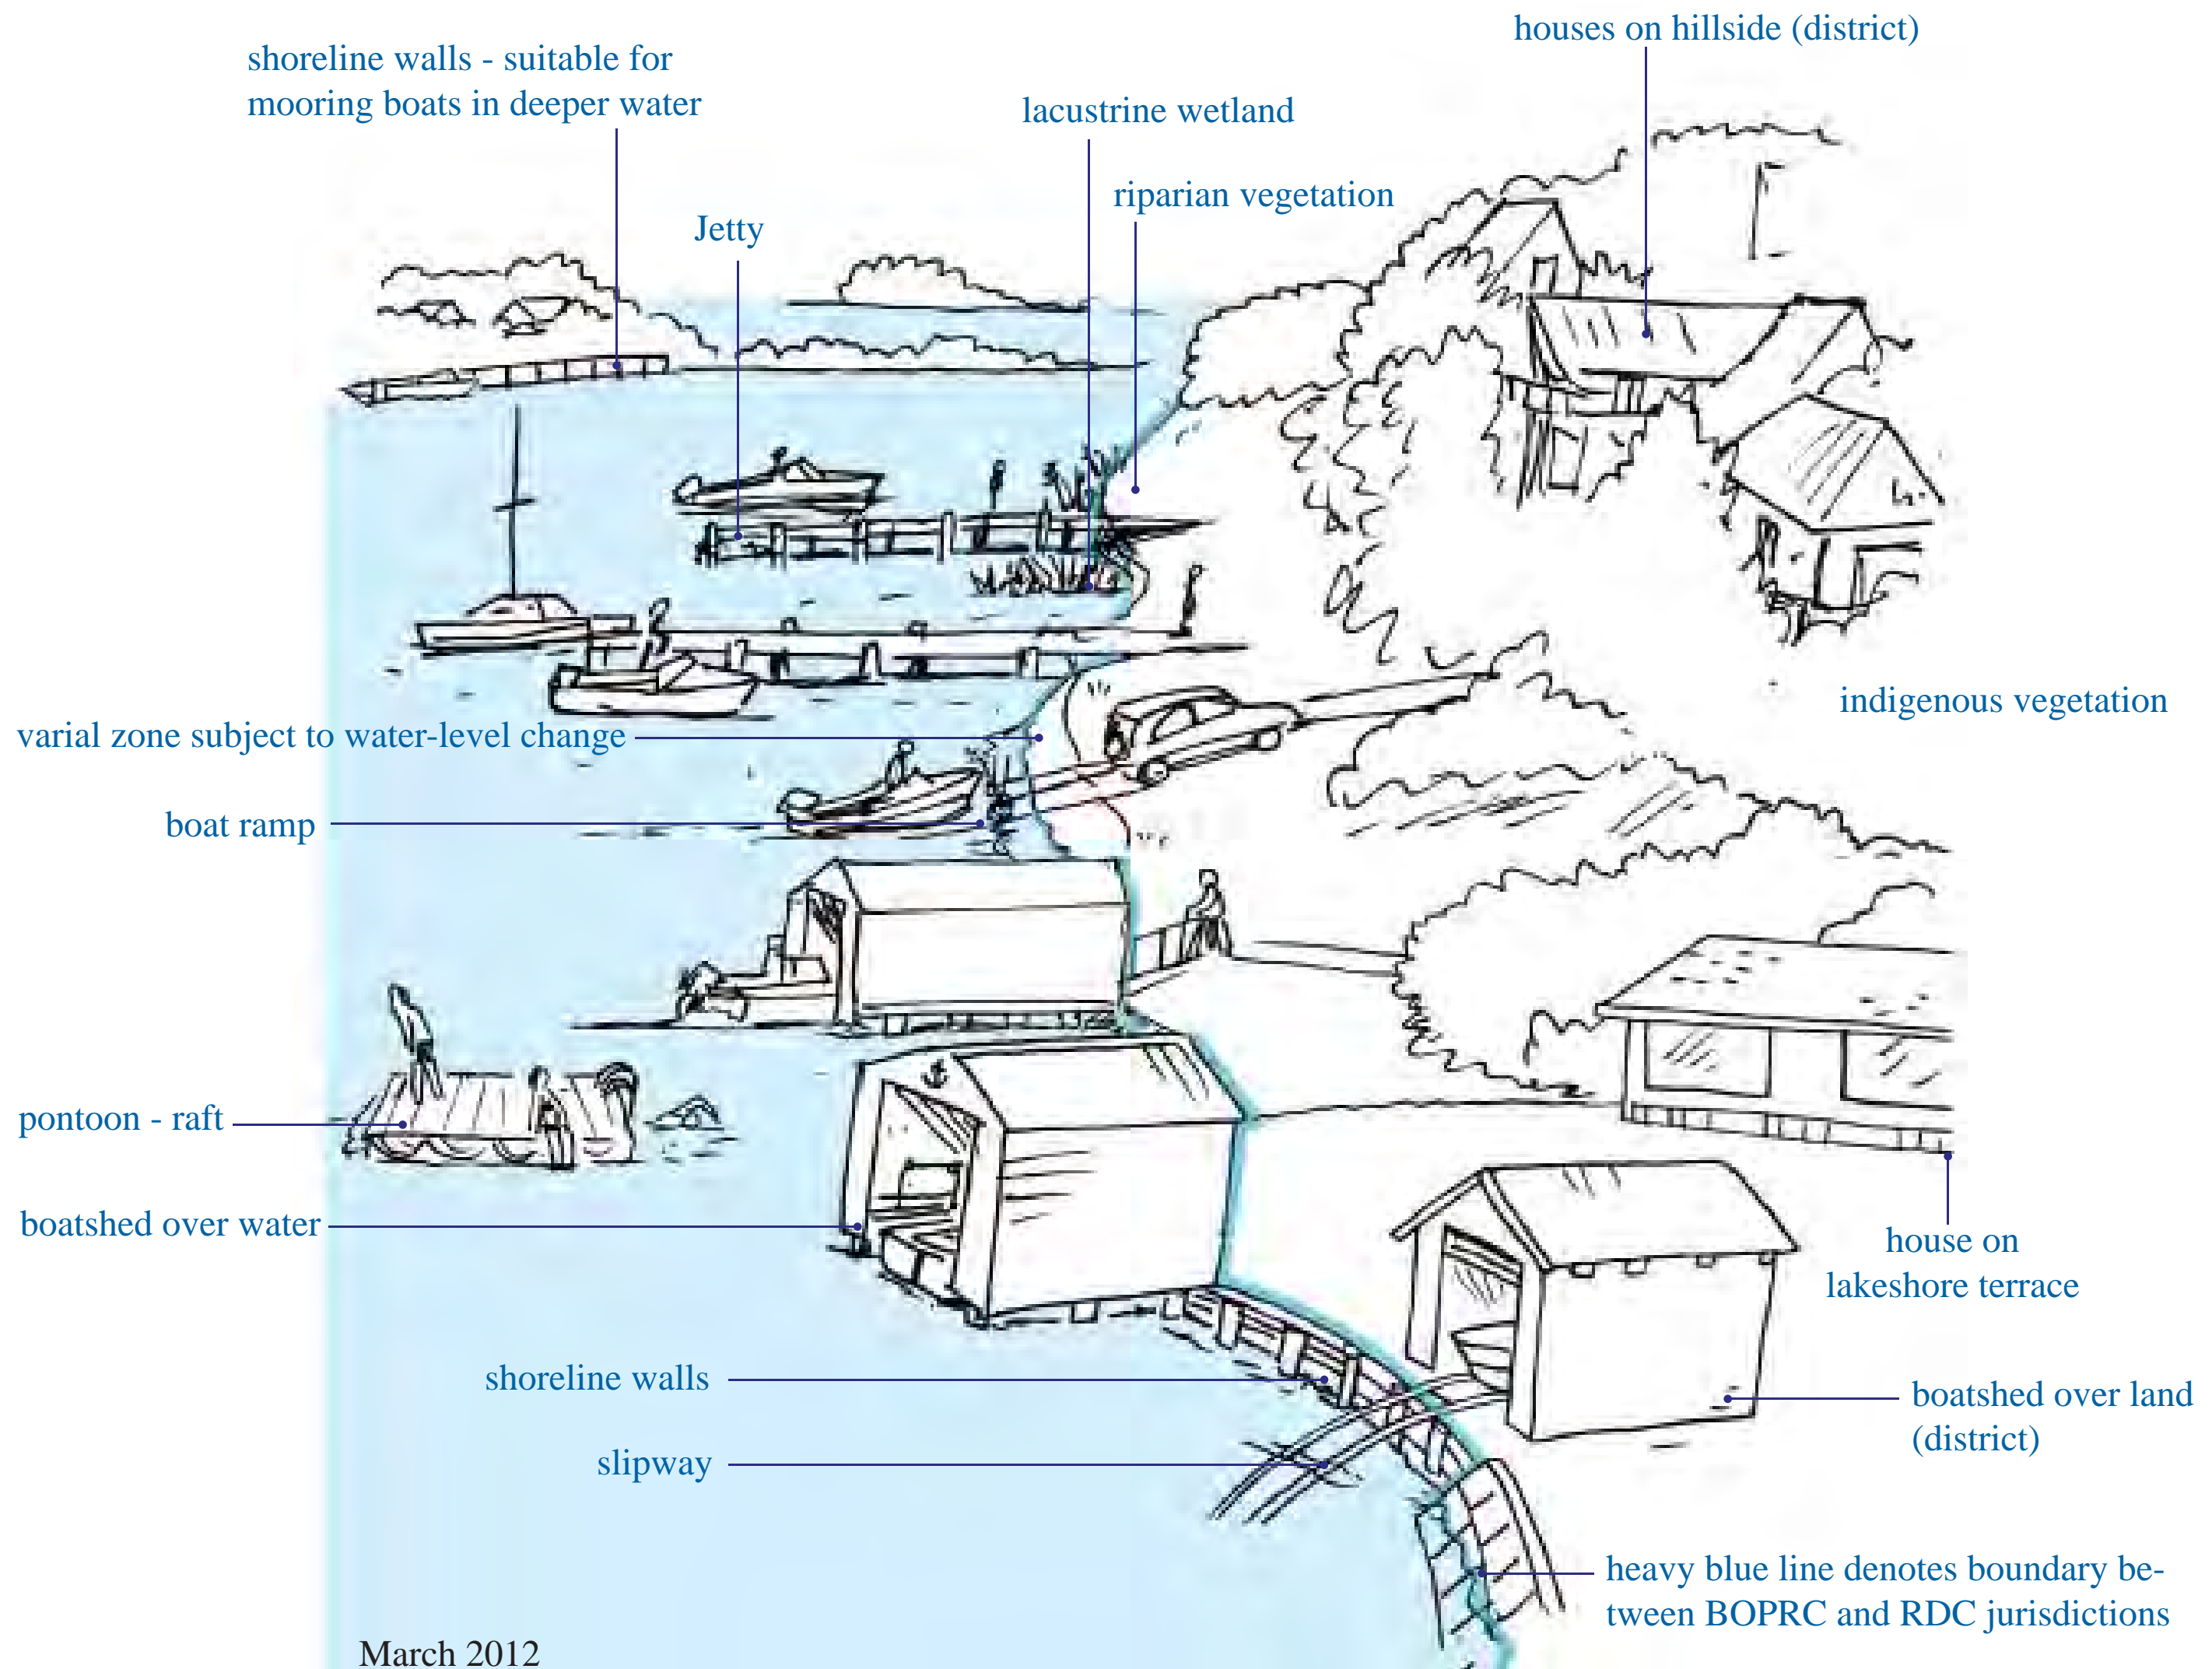 houses on hillside (district)
shoreline walls - suitable for
mooring boats in deeper water
lacustrine wetland
riparian vegetation
Jetty
indigenous vegetation
varial zone subject to water-level change
boat ramp
pontoon - raft
boatshed over water
house on
lakeshore terrace
shoreline walls
boatshed over land
(district)
slipway
heavy blue line denotes boundary be-
tween BOPRC and RDC jurisdictions
March 2012